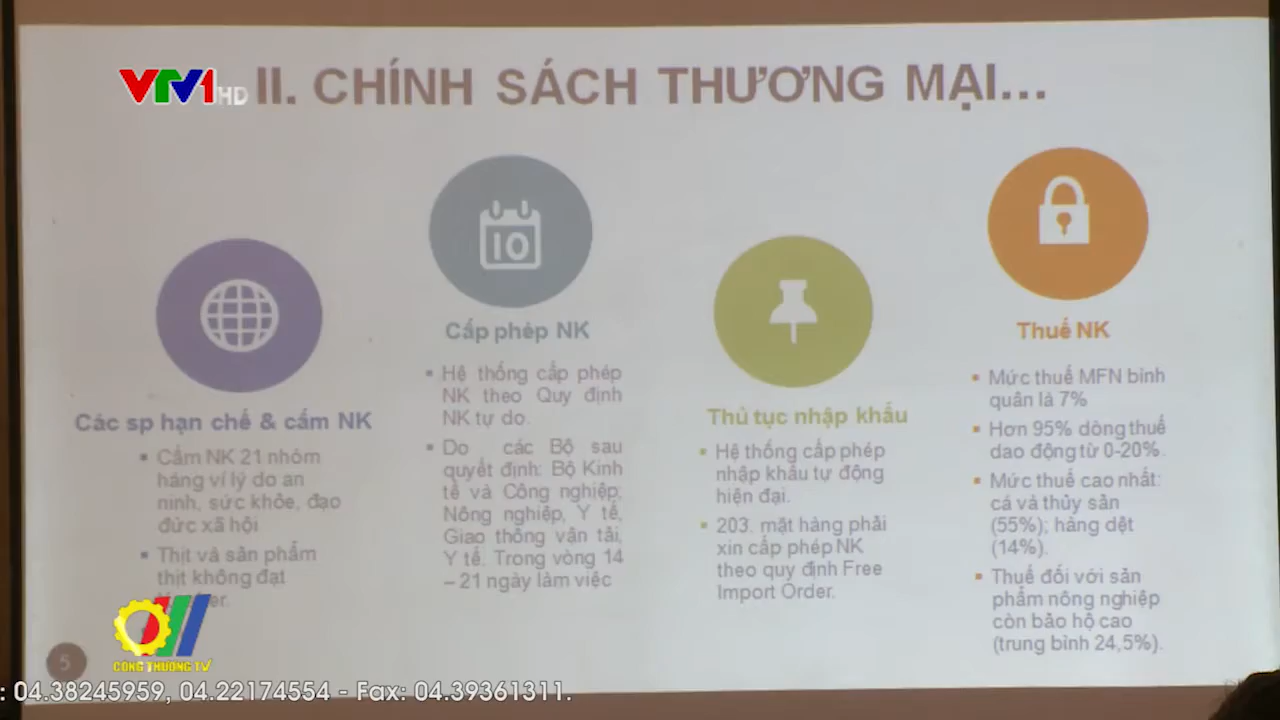 VTV1 HD
II. CHÍNH SÁCH THƯƠNG MẠI...
Các sp hạn chế & cấm NK
▪ Cấm NK 21 nhóm
hàng ví lý do an
ninh, sức khỏe, đạo
đức xã hội
▪ Thịt và sản phẩm
thịt không đạt
Cấp phép NK
▪ Hệ thống cấp phép
NK theo Quy định
NK tự do.
▪ Do các Bộ sau
quyết định: Bộ Kinh
tế và Công nghiệp;
Nông nghiệp, Y tế,
Giao thông vận tải,
Y tế. Trong vòng 14
– 21 ngày làm việc
Thủ tục nhập khẩu
▪ Hệ thống cấp phép
nhập khẩu tự động
hiện đại.
▪ 203. mặt hàng phải
xin cấp phép NK
theo quy định Free
Import Order.
Thuế NK
▪ Mức thuế MFN bình
quân là 7%
▪ Hơn 95% dòng thuế
dao động từ 0-20%.
▪ Mức thuế cao nhất:
cá và thủy sản
(55%); hàng dệt
(14%).
▪ Thuế đối với sản
phẩm nông nghiệp
còn bảo hộ cao
(trung bình 24,5%).
10
5
CÔNG THƯƠNG TV
: 04.38245959, 04.22174554 - Fax: 04.39361311.